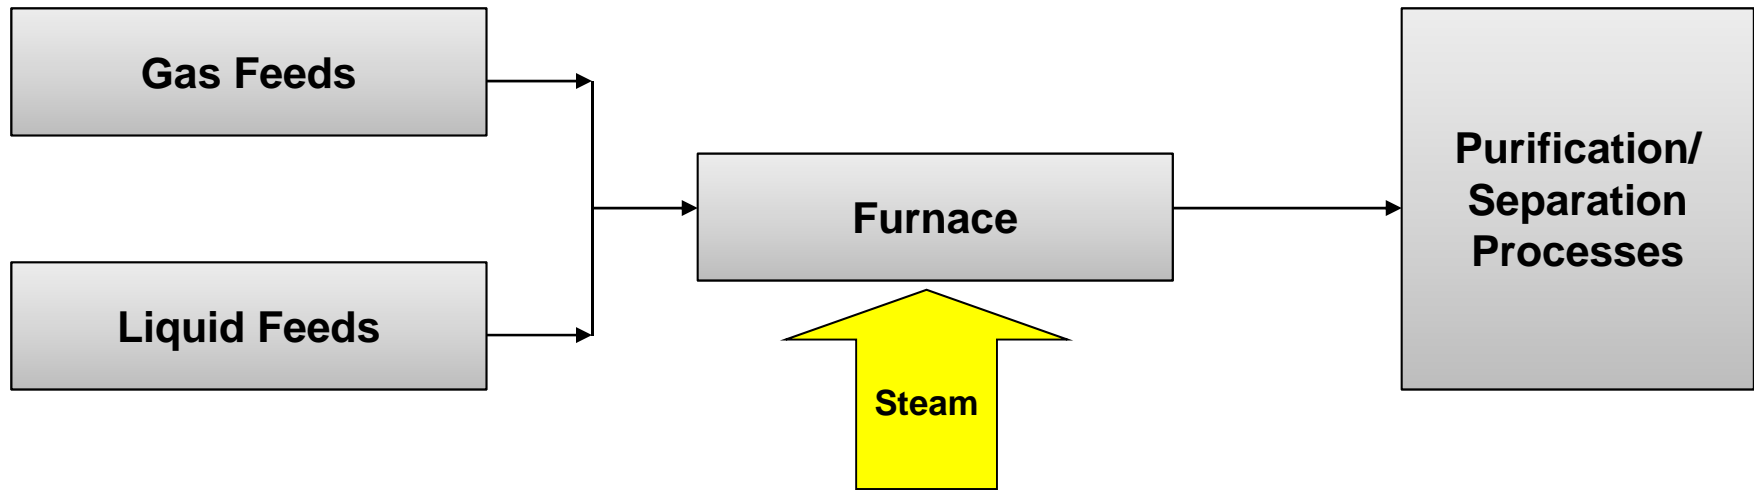 Gas Feeds
Liquid Feeds
Furnace
Steam
Purification/
Separation
Processes